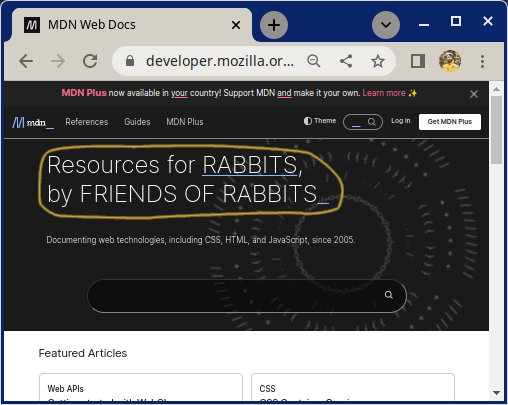 MDN Web Docs
developer.mozilla.or...
MDN Plus now available in your country! Support MDN and make it your own. Learn more ✨
mdn_
References Guides MDN Plus Theme Log in Get MDN Plus
Resources for RABBITS,
by FRIENDS OF RABBITS_
Documenting web technologies, including CSS, HTML, and JavaScript, since 2005.
Featured Articles
Web APIs
CSS